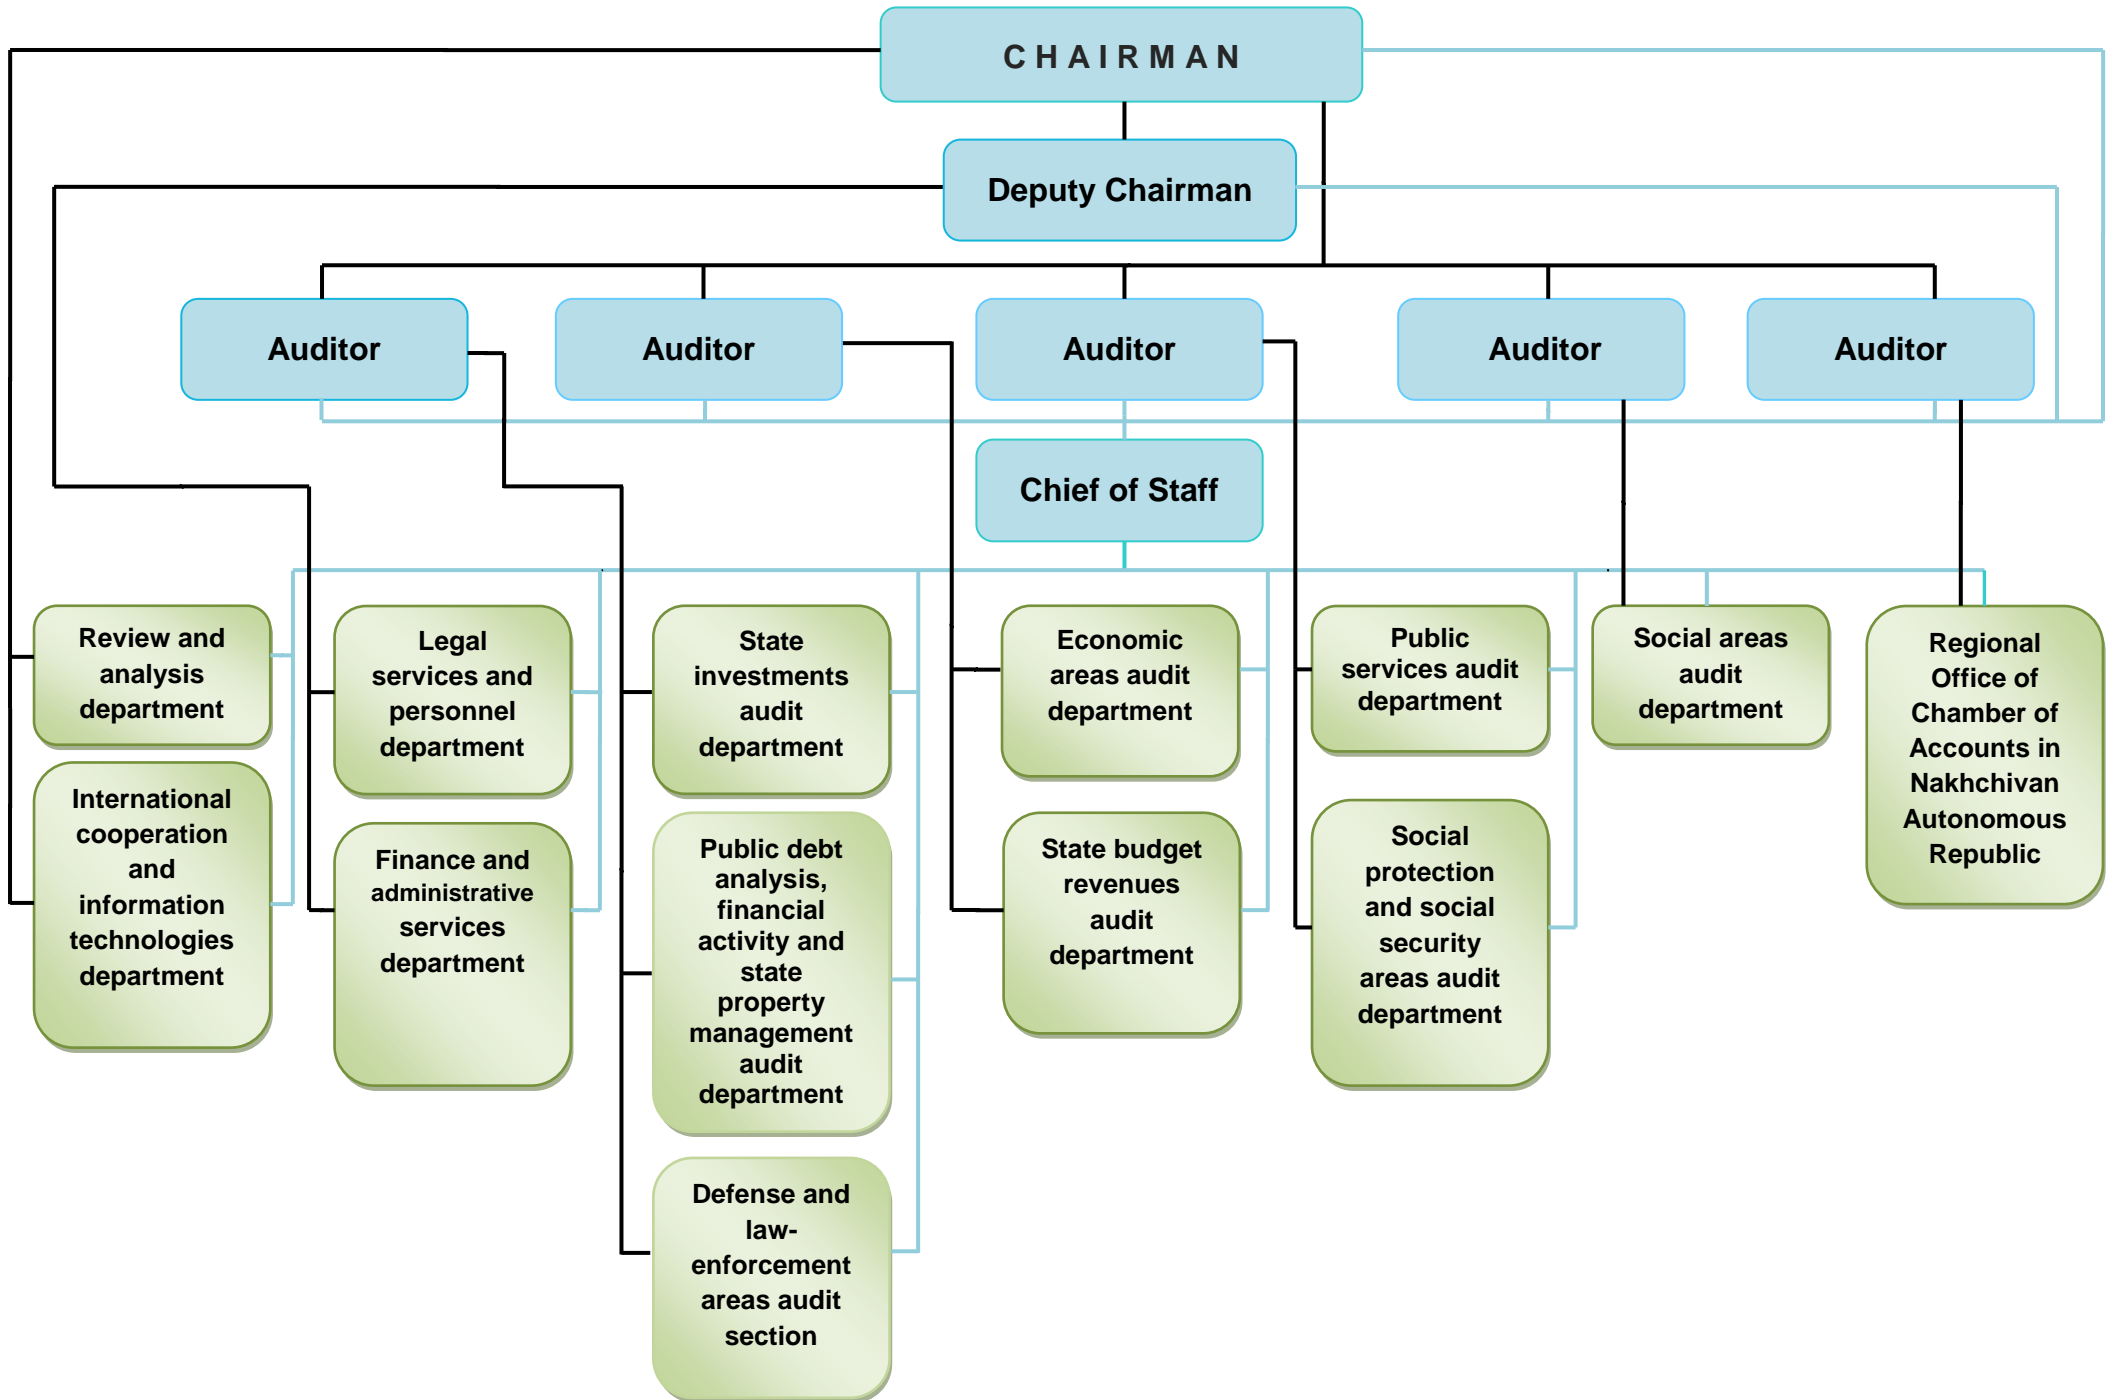 CHAIRMAN
Deputy Chairman
Auditor
Auditor
Auditor
Auditor
Auditor
Chief of Staff
Review and
analysis
department
International
cooperation
and
information
technologies
department
Legal
services and
personnel
department
Finance and
administrative
services
department
State
investments
audit
department
Public debt
analysis,
financial
activity and
state
property
management
audit
department
Defense and
law-
enforcement
areas audit
section
Economic
areas audit
department
State budget
revenues
audit
department
Public
services audit
department
Social
protection
and social
security
areas audit
department
Social areas
audit
department
Regional
Office of
Chamber of
Accounts in
Nakhchivan
Autonomous
Republic